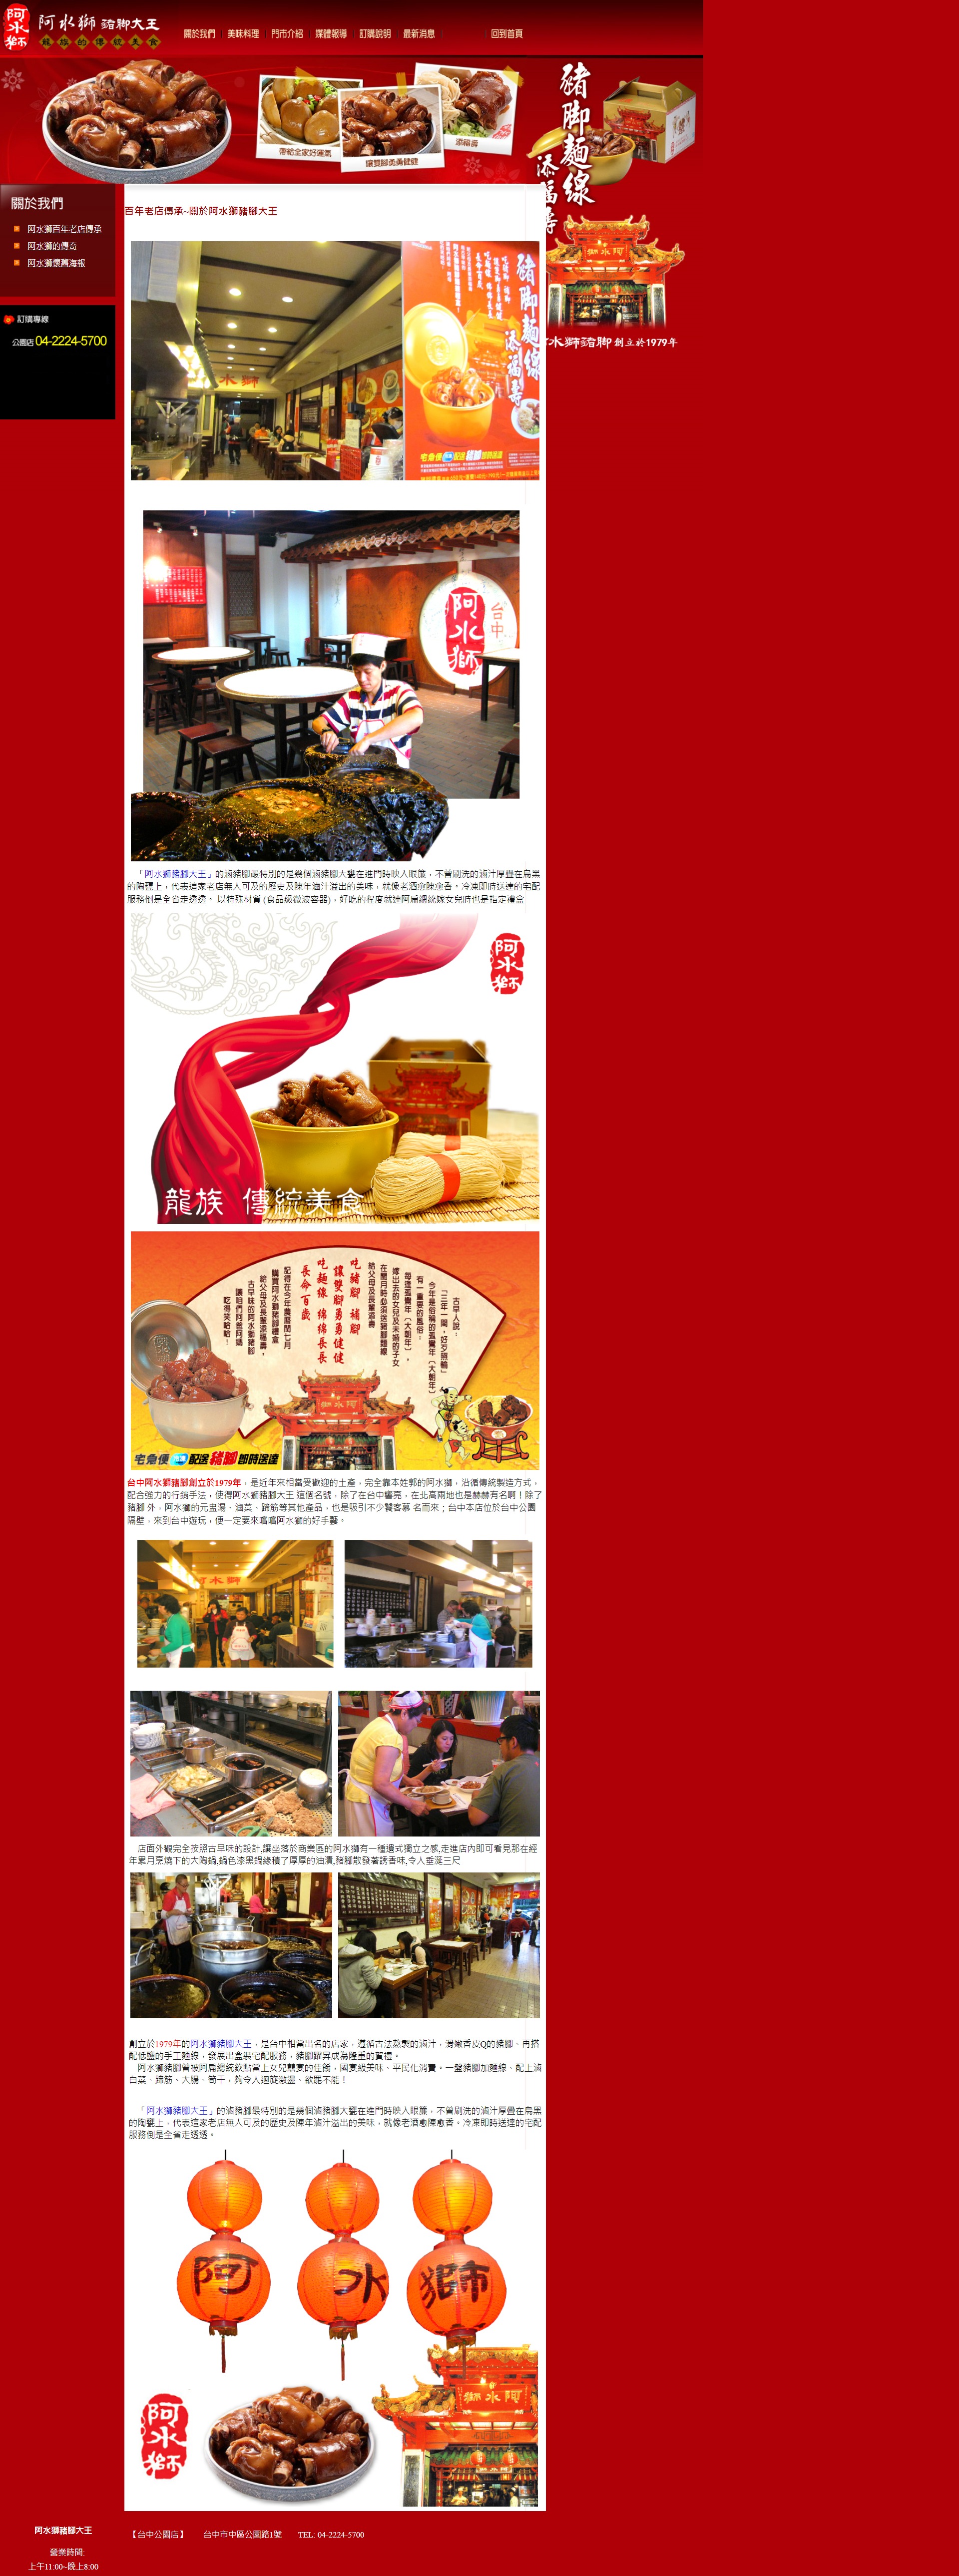 阿水獅
阿水獅 豬腳大王
龍族的傳統美食
關於我們 美味料理 門市介紹 媒體報導 訂購說明 最新消息 回到首頁
帶給全家好運氣
讓雙腳勇勇健健
添福壽
豬腳麵線
添福壽
關於我們
阿水獅百年老店傳承
阿水獅的傳奇
阿水獅懷舊海報
訂購專線
公園店 04-2224-5700
水獅豬腳 創立於1979年
百年老店傳承~關於阿水獅豬腳大王
水獅
豬腳麵線
添福壽
宅急便配送豬腳即時送達
台中
阿水獅
「阿水獅豬腳大王」的滷豬腳最特別的是幾個滷豬腳大甕在進門時映入眼簾，不曾刷洗的滷汁厚疊在烏黑
的陶甕上，代表這家老店無人可及的歷史及陳年滷汁溢出的美味，就像老酒愈陳愈香。冷凍即時送達的宅配
服務倒是全省走透透。 以特殊材質 (食品級微波容器)，好吃的程度就連阿扁總統嫁女兒時也是指定禮盒
阿水獅
龍族 傳統美食
古早人說：
「三年一閏，好歹照輪」
今年是俗稱的孤鸞年〔大朝年〕
有一重要的風俗，
每逢孤鸞年〔大朝年〕，
嫁出去的女兒及未婚的子女
在閏月時必須送豬腳麵線
給父母及長輩添壽
吃豬腳 補腳
讓雙腳勇勇健健
吃麵線 綿綿長長
長命百歲
記得在今年農曆閏七月
購買阿水獅豬腳禮盒
給父母及長輩添福壽，
古早味的阿水獅豬腳
讓咱們阿爸阿媽
吃得笑哈哈！
宅急便 配送豬腳即時送達
台中阿水獅豬腳創立於1979年，是近年來相當受歡迎的土產，完全靠本姓郭的阿水獅，沿循傳統製造方式，
配合強力的行銷手法，使得阿水獅豬腳大王 這個名號，除了在台中響亮，在北高兩地也是赫赫有名啊！除了
豬腳 外，阿水獅的元盅湯、滷菜、蹄筋等其他產品，也是吸引不少饕客慕 名而來；台中本店位於台中公園
隔壁，來到台中遊玩，便一定要來嚐嚐阿水獅的好手藝。
店面外觀完全按照古早味的設計,讓坐落於商業區的阿水獅有一種遺式獨立之感,走進店內即可看見那在經
年累月烹燒下的大陶鍋,鍋色漆黑鍋緣積了厚厚的油漬,豬腳散發著誘香味,令人垂涎三尺
創立於1979年的阿水獅豬腳大王，是台中相當出名的店家，遵循古法熬製的滷汁，滑嫩香皮Q的豬腳、再搭
配低鹽的手工麵線，發展出盒裝宅配服務，豬腳躍昇成為隆重的賀禮。
阿水獅豬腳曾被阿扁總統欽點當上女兒囍宴的佳餚，國宴級美味、平民化消費。一盤豬腳加麵線、配上滷
白菜、蹄筋、大腸、筍干，夠令人迴旋漱盪、欲罷不能！
「阿水獅豬腳大王」的滷豬腳最特別的是幾個滷豬腳大甕在進門時映入眼簾，不曾刷洗的滷汁厚疊在烏黑
的陶甕上，代表這家老店無人可及的歷史及陳年滷汁溢出的美味，就像老酒愈陳愈香。冷凍即時送達的宅配
服務倒是全省走透透。
阿 水 獅
獅水阿
阿水獅
阿水獅豬腳大王
營業時間:
上午11:00~晚上8:00
【台中公園店】 台中市中區公園路1號 TEL: 04-2224-5700